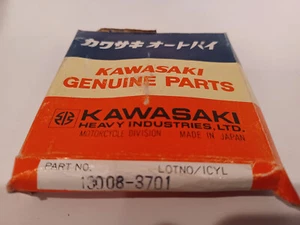 カワサキ オートバイ
KAWASAKI
GENUINE PARTS
KAWASAKI
HEAVY INDUSTRIES, LTD.
MOTORCYCLE DIVISION MADE IN JAPAN
PART NO. LOTNO/1CYL
13008-3701